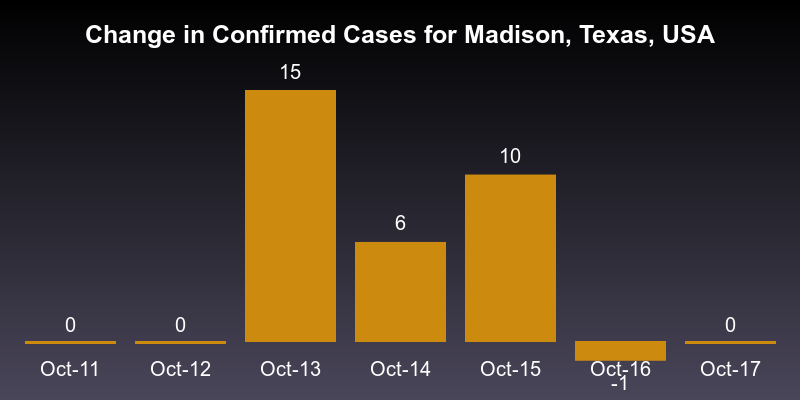 Change in Confirmed Cases for Madison, Texas, USA
15
10
6
0
0
0
Oct-11
Oct-12
Oct-13
Oct-14
Oct-15
Oct-16
Oct-17
-1